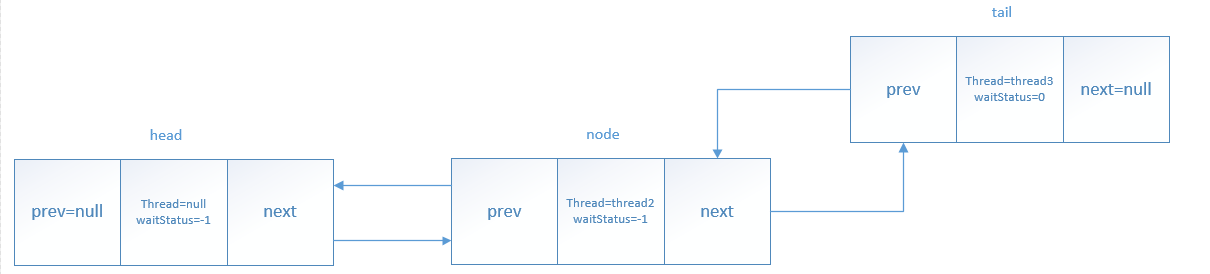 tail
prev
Thread=thread3
waitStatus=0
next=null
head
node
prev=null
Thread=null
waitStatus=-1
next
prev
Thread=thread2
waitStatus=-1
next